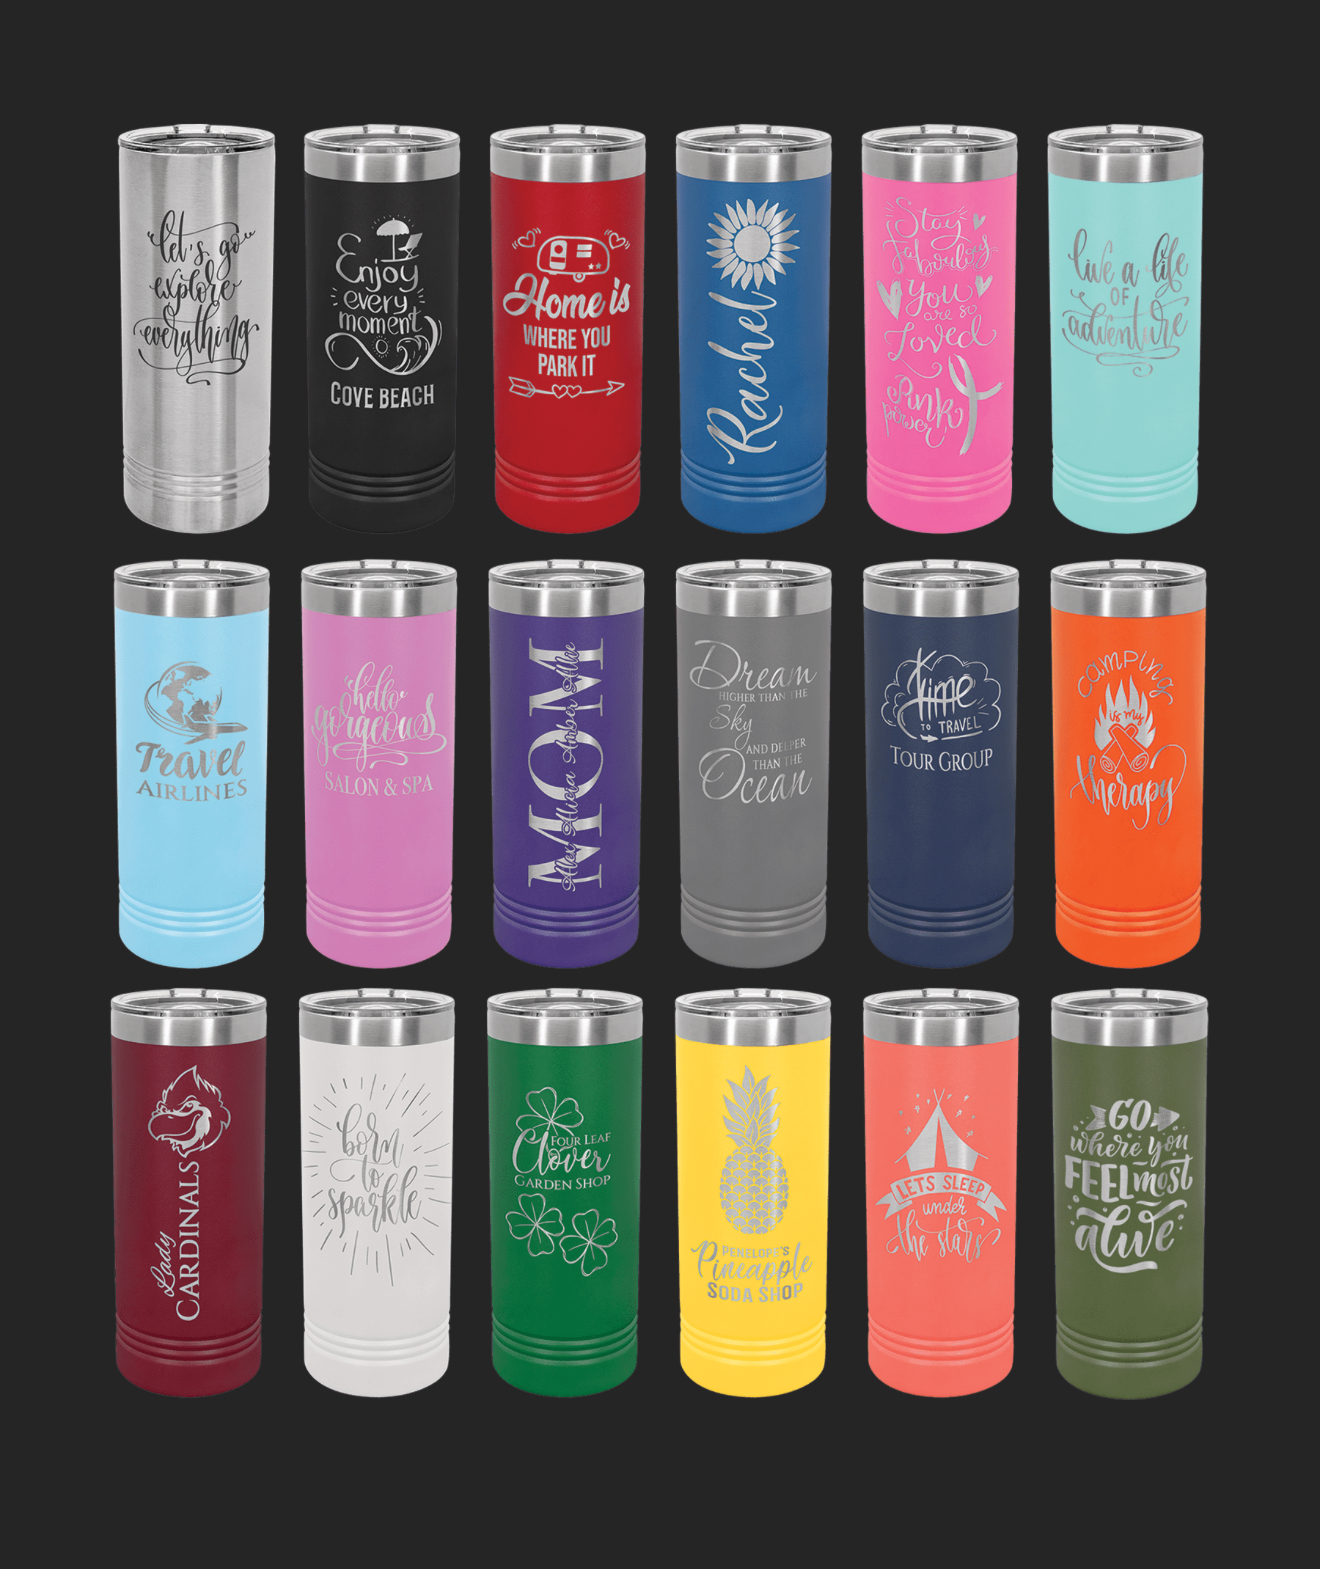 let's go
explore
everything
Enjoy
every
moment
COVE BEACH
Home is
WHERE YOU
PARK IT
Rachel
Stay
fabulous
You
are so
Loved
Pink
power
live a life
OF
adventure
Travel
AIRLINES
hello
gorgeous
SALON & SPA
MOM
Alex Alicia Amber Allie
Dream
HIGHER THAN THE
Sky
AND DEEPER
THAN THE
Ocean
time
TO TRAVEL
TOUR GROUP
camping
is my
therapy
Lady
CARDINALS
born
to
sparkle
FOUR LEAF
Clover
GARDEN SHOP
PENELOPE'S
Pineapple
SODA SHOP
LETS SLEEP
under
the stars
GO
where you
FEEL most
alive